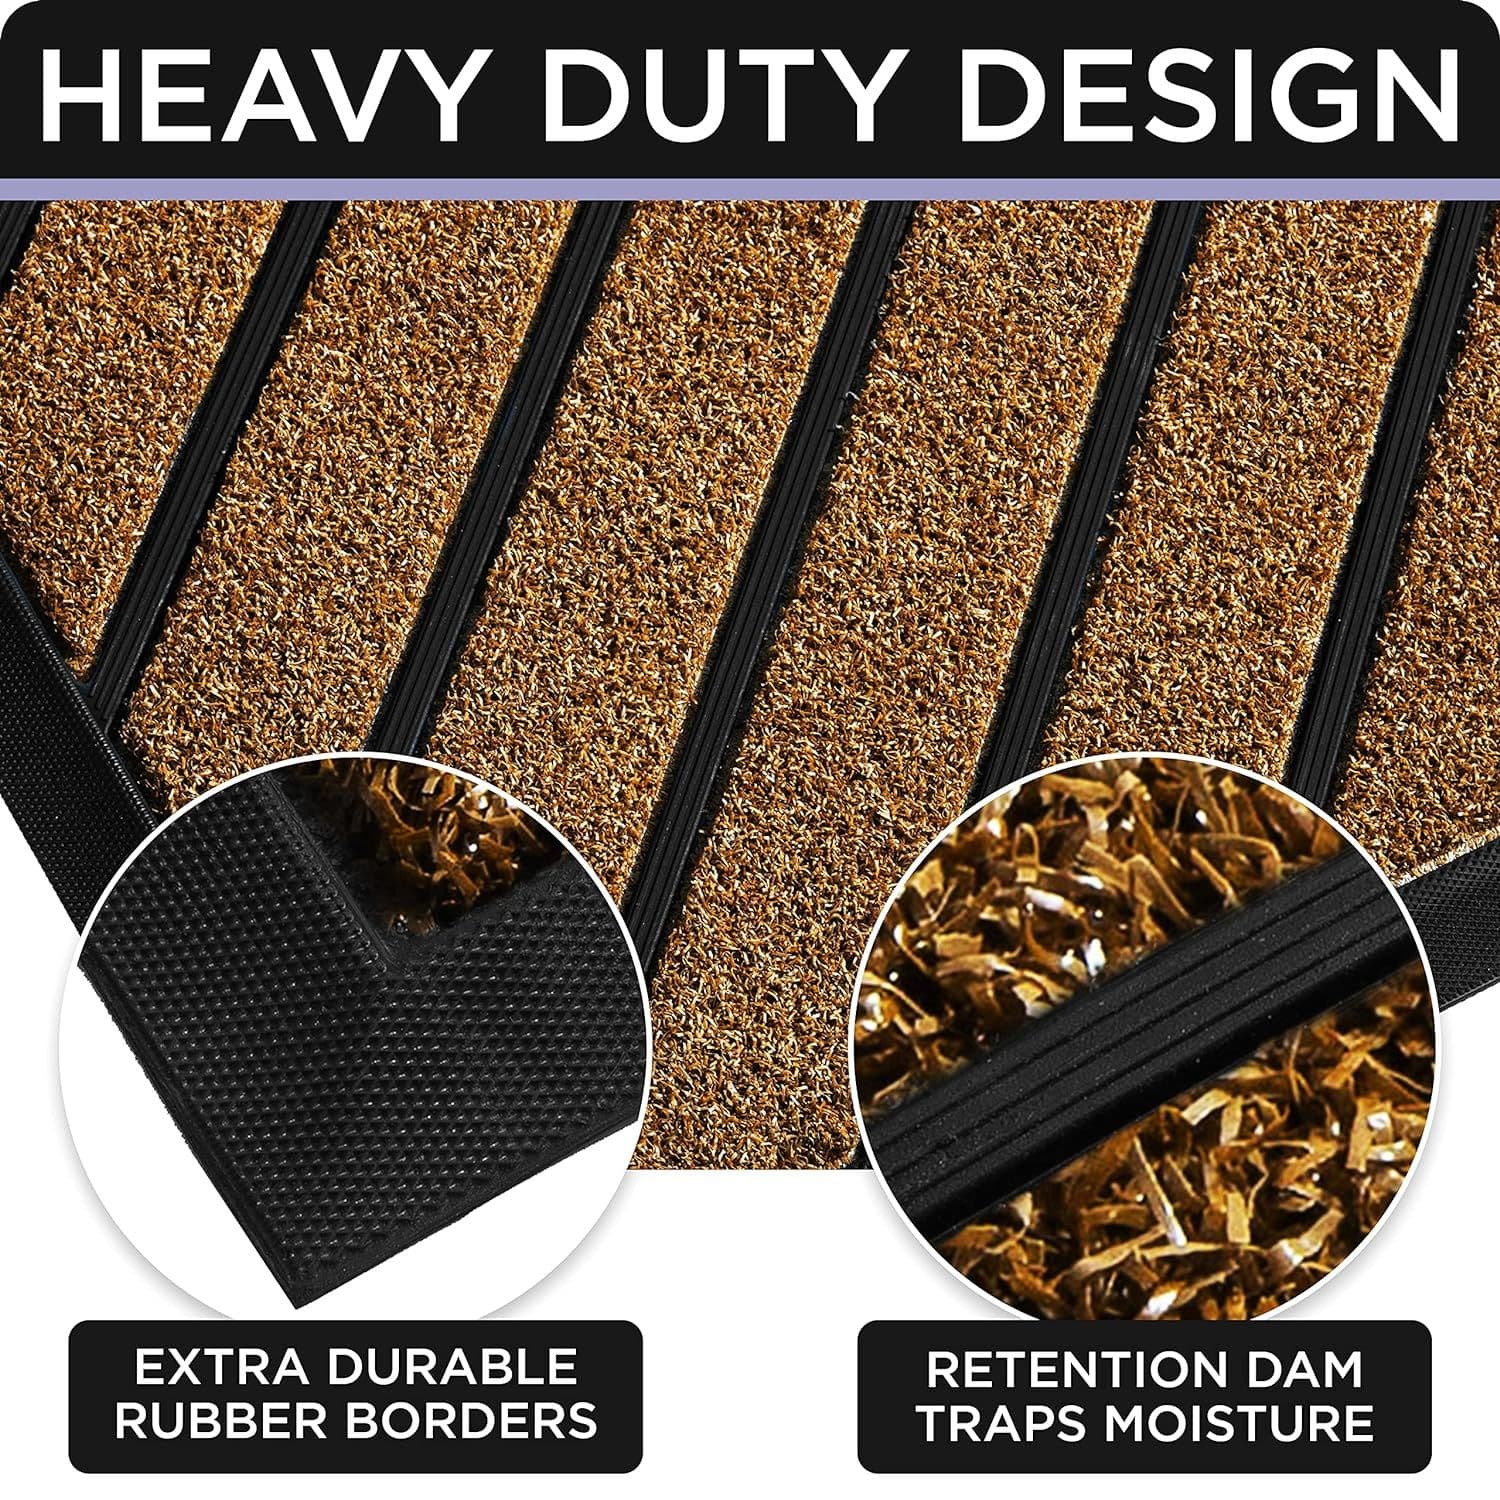 HEAVY DUTY DESIGN
EXTRA DURABLE
RUBBER BORDERS
RETENTION DAM
TRAPS MOISTURE